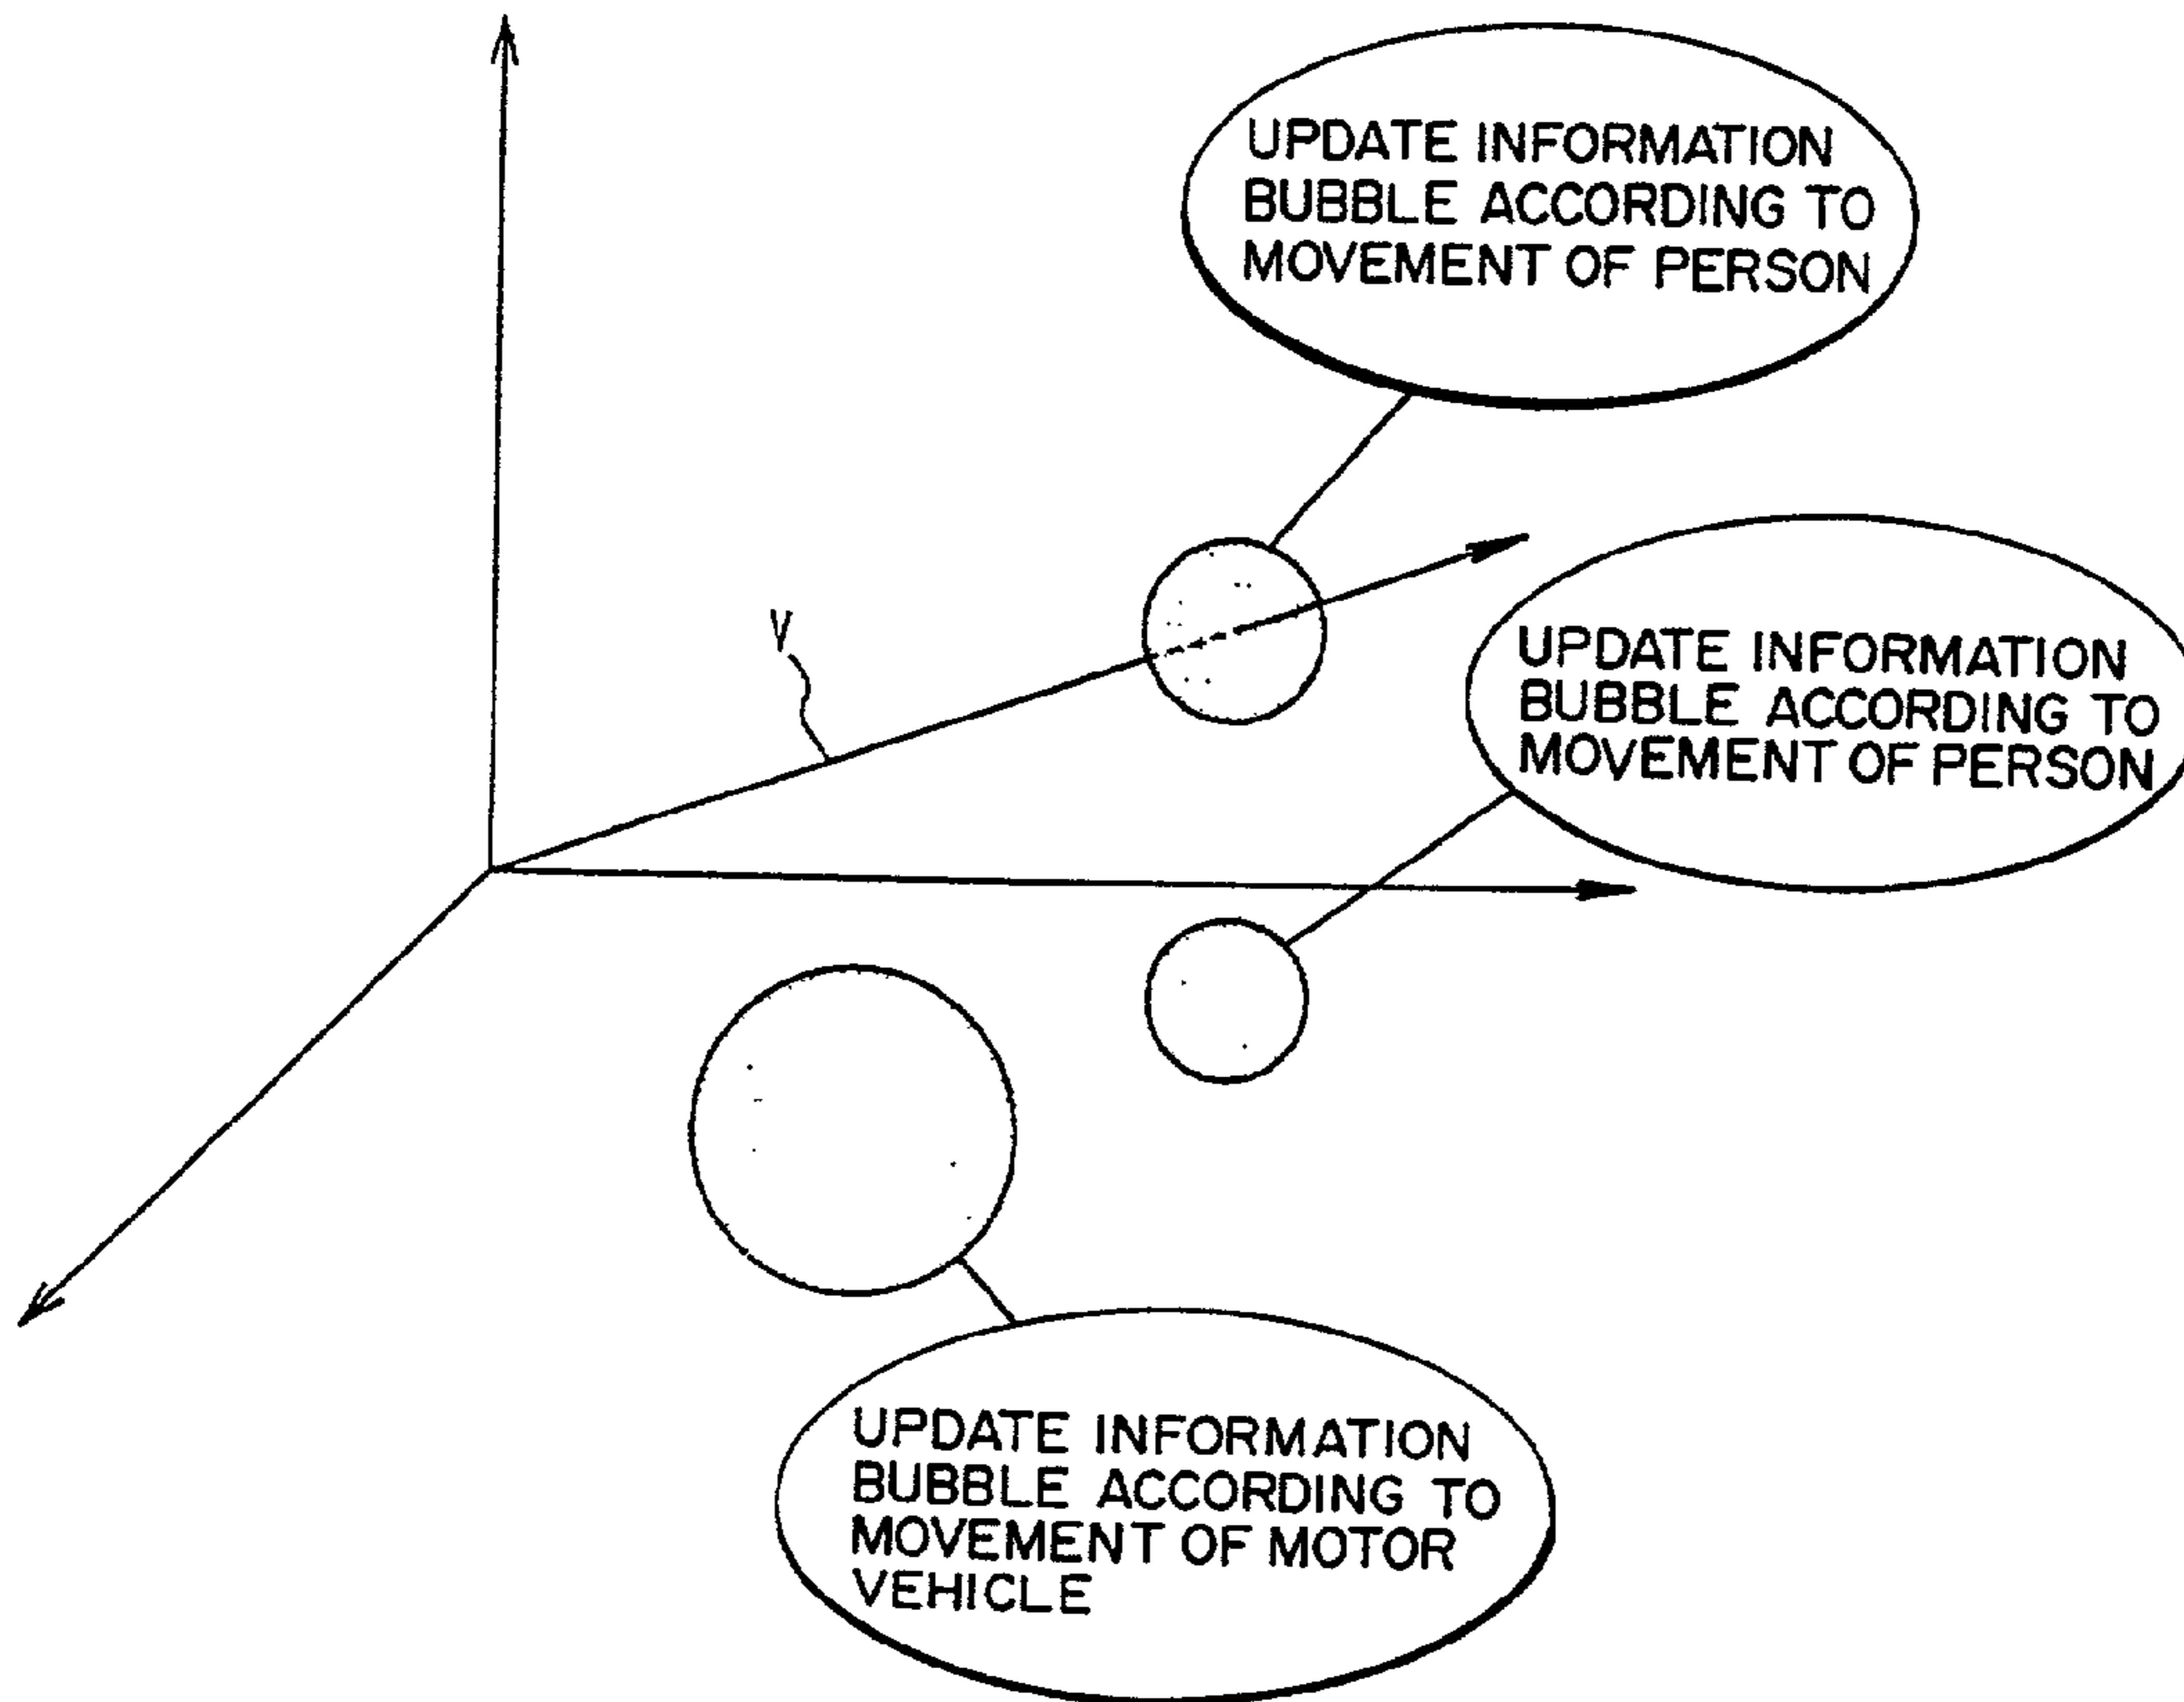 UPDATE INFORMATION
BUBBLE ACCORDING TO
MOVEMENT OF PERSON
V
UPDATE INFORMATION
BUBBLE ACCORDING TO
MOVEMENT OF PERSON
UPDATE INFORMATION
BUBBLE ACCORDING TO
MOVEMENT OF MOTOR
VEHICLE